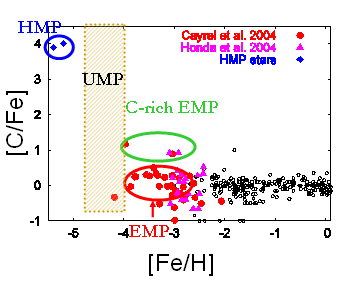 HMP
Cayrel et al. 2004
Honda et al. 2004
HMP stars
UMP
C-rich EMP
EMP
[C/Fe]
4
3
2
1
0
-1
-5 -4 -3 -2 -1 0
[Fe/H]